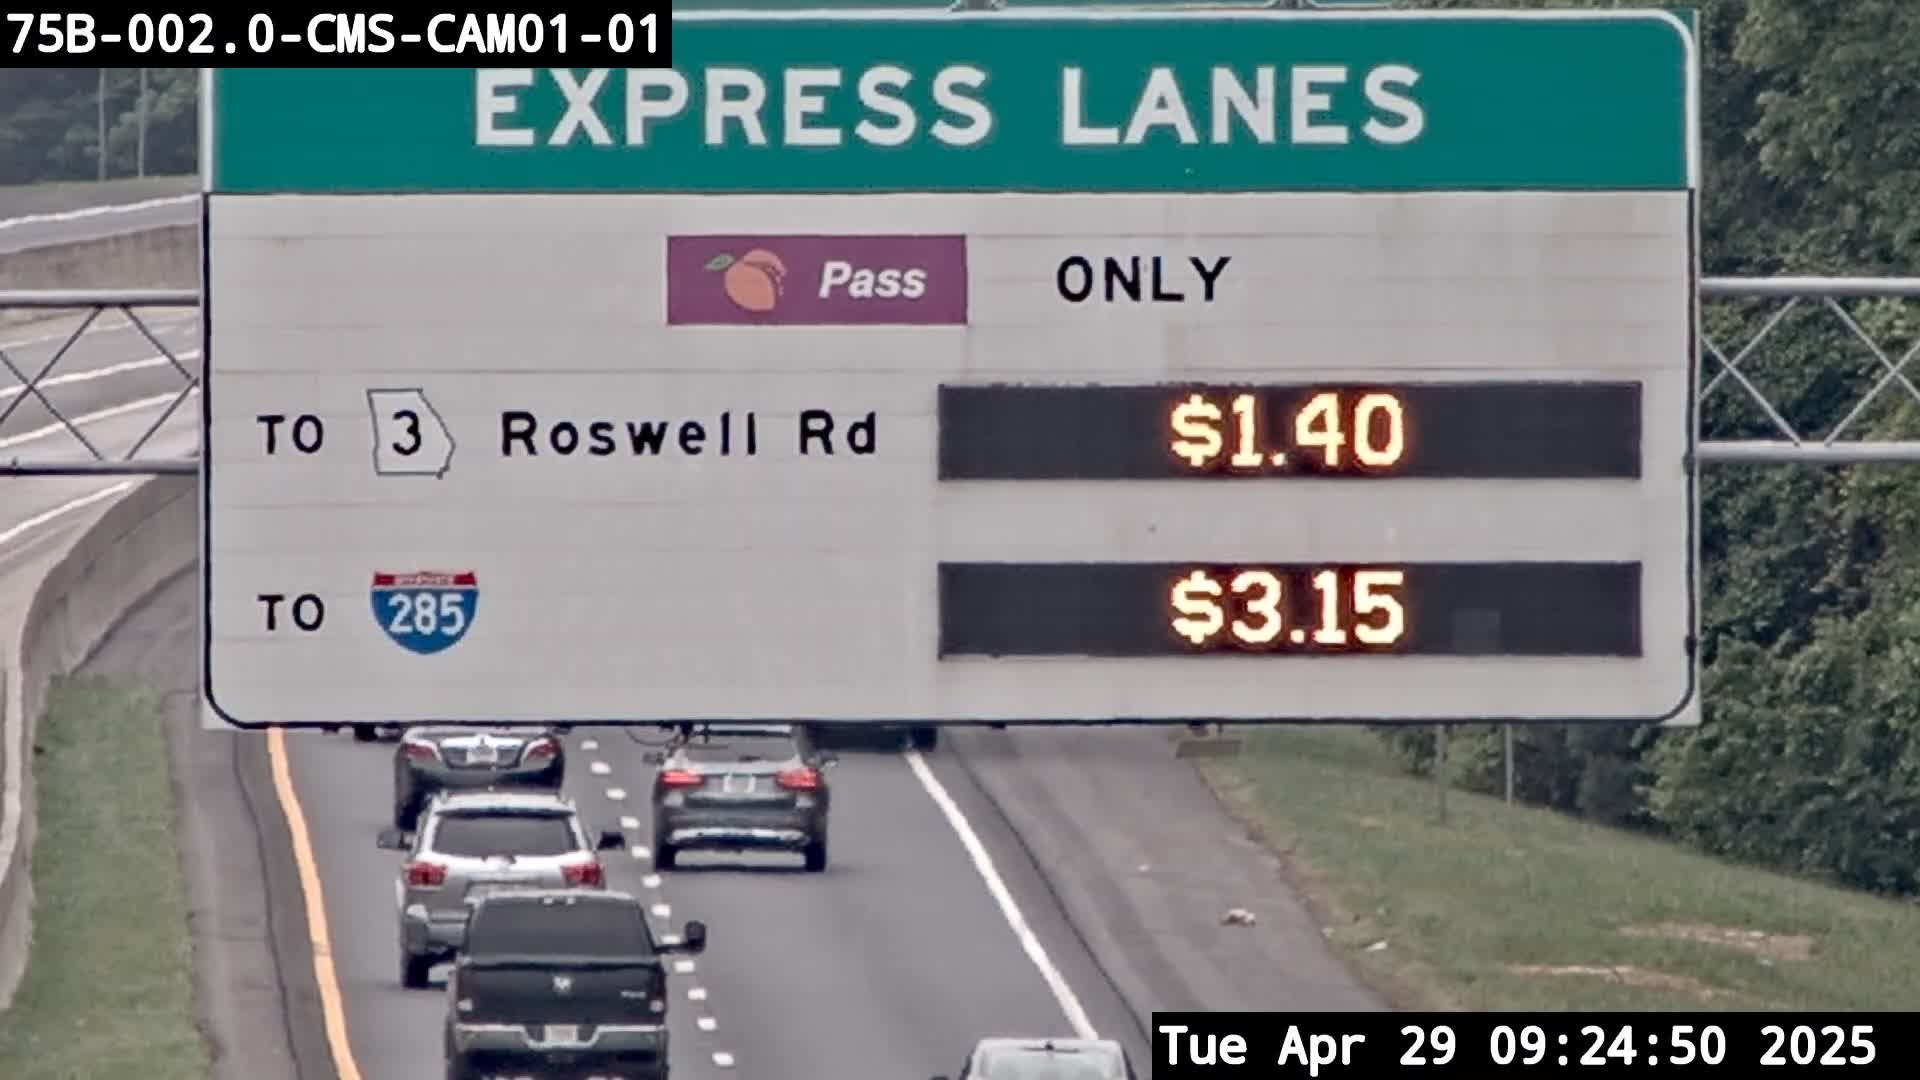 75B-002.0-CMS-CAM01-01
EXPRESS LANES
Pass ONLY
TO 3 Roswell Rd $1.40
TO 285 $3.15
Tue Apr 29 09:24:50 2025